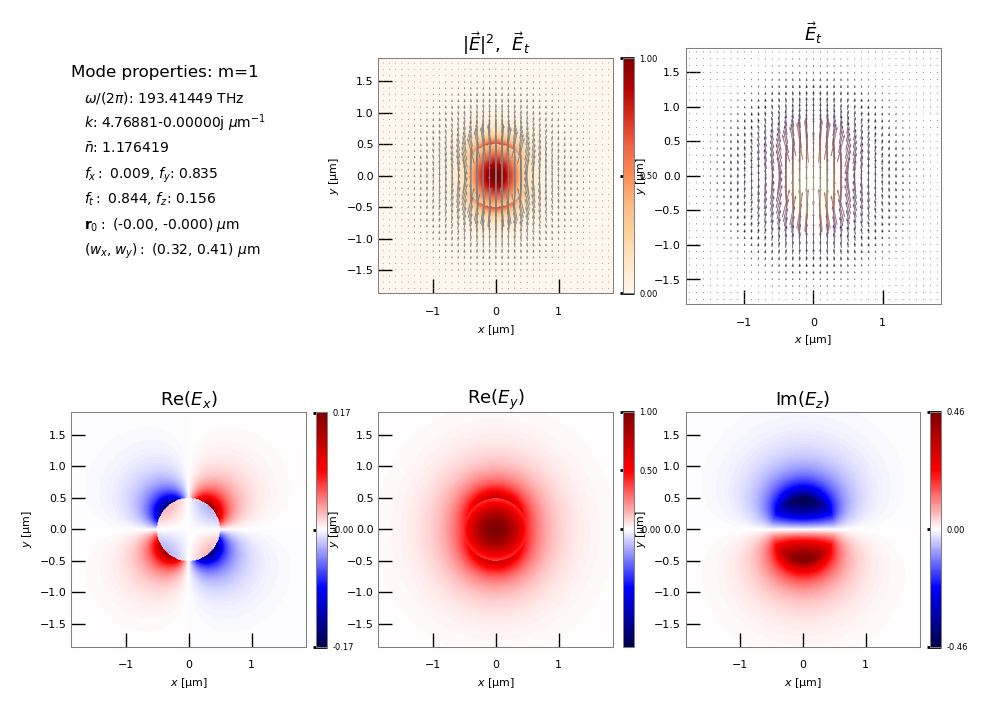 Mode properties: m=1
ω/(2π): 193.41449 THz
k: 4.76881-0.00000j μm⁻¹
n̄: 1.176419
fₓ : 0.009, f_y: 0.835
fₜ : 0.844, f_z: 0.156
r₀ : (-0.00, -0.000) μm
(wₓ, w_y) : (0.32, 0.41) μm
|E⃗|², E⃗ₜ
1.5
1.0
0.5
0.0
−0.5
−1.0
−1.5
y [μm]
−1 0 1
x [μm]
1.00
0.50
0.00
E⃗ₜ
1.5
1.0
0.5
0.0
−0.5
−1.0
−1.5
y [μm]
−1 0 1
x [μm]
Re(Eₓ)
1.5
1.0
0.5
0.0
−0.5
−1.0
−1.5
y [μm]
−1 0 1
x [μm]
0.17
0.00
-0.17
Re(E_y)
1.5
1.0
0.5
0.0
−0.5
−1.0
−1.5
y [μm]
−1 0 1
x [μm]
1.00
0.50
0.00
Im(E_z)
1.5
1.0
0.5
0.0
−0.5
−1.0
−1.5
y [μm]
−1 0 1
x [μm]
0.46
0.00
-0.46